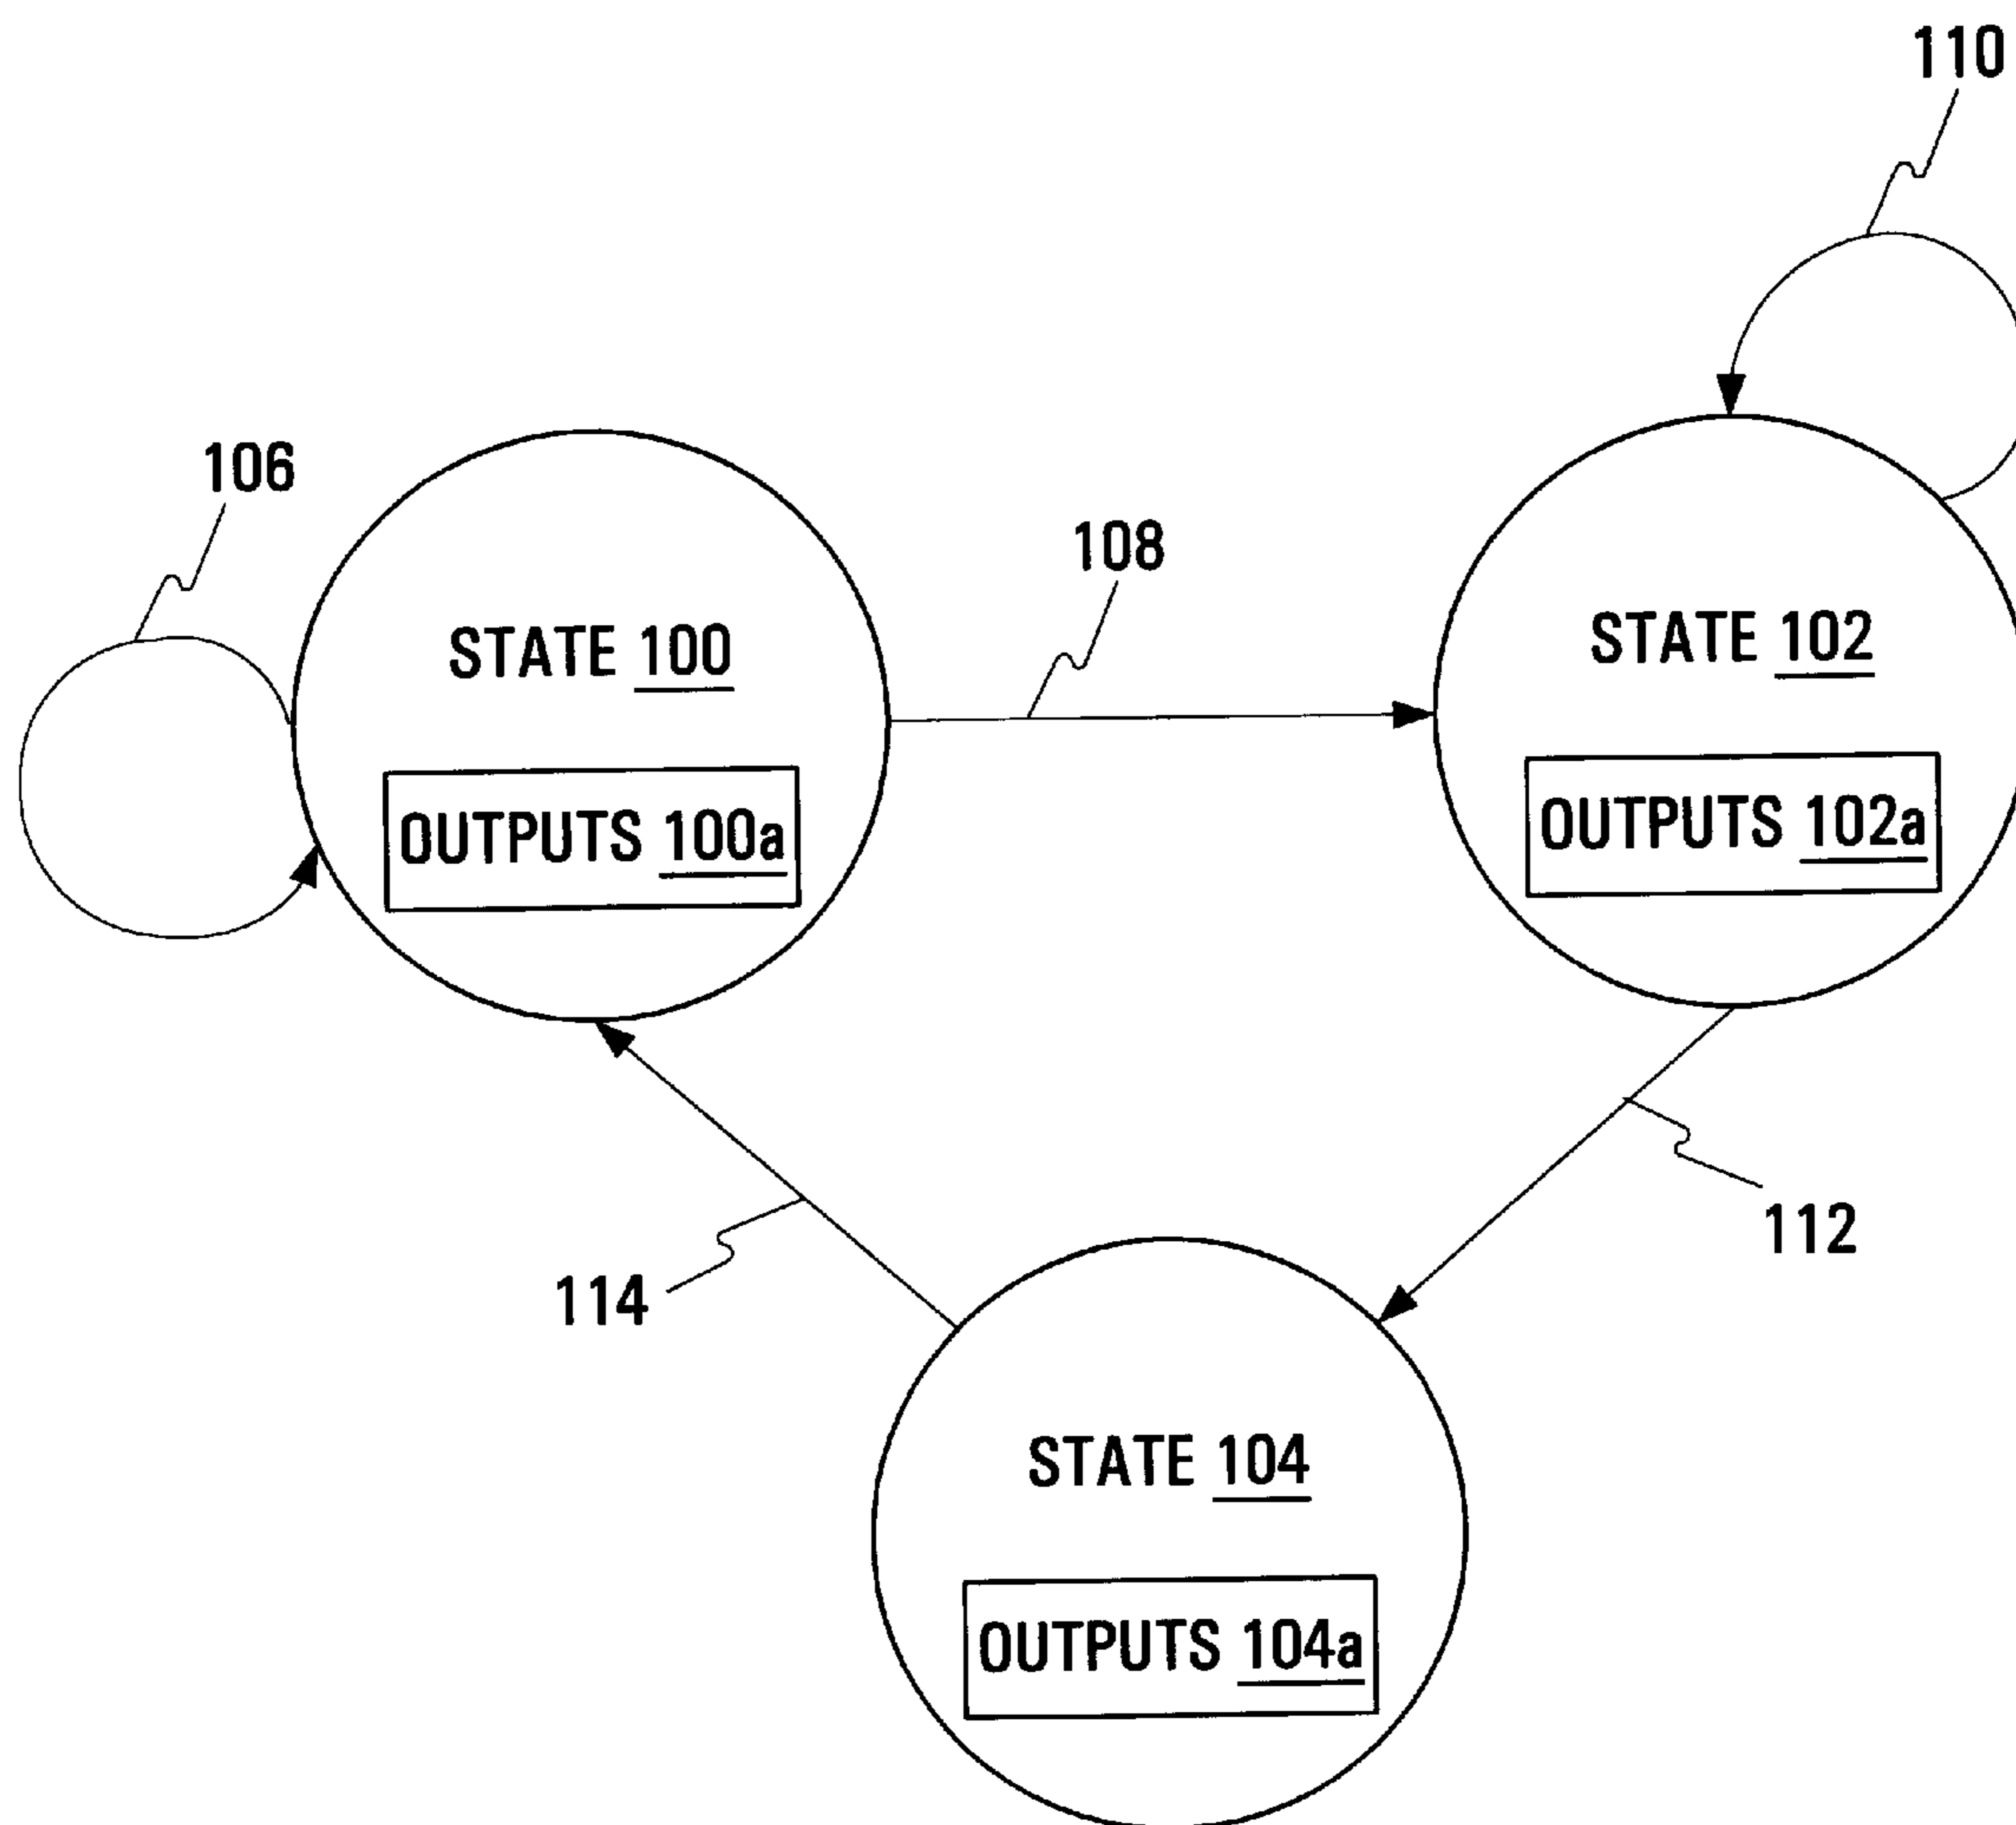 110
106
108
STATE 100
OUTPUTS 100a
STATE 102
OUTPUTS 102a
112
114
STATE 104
OUTPUTS 104a